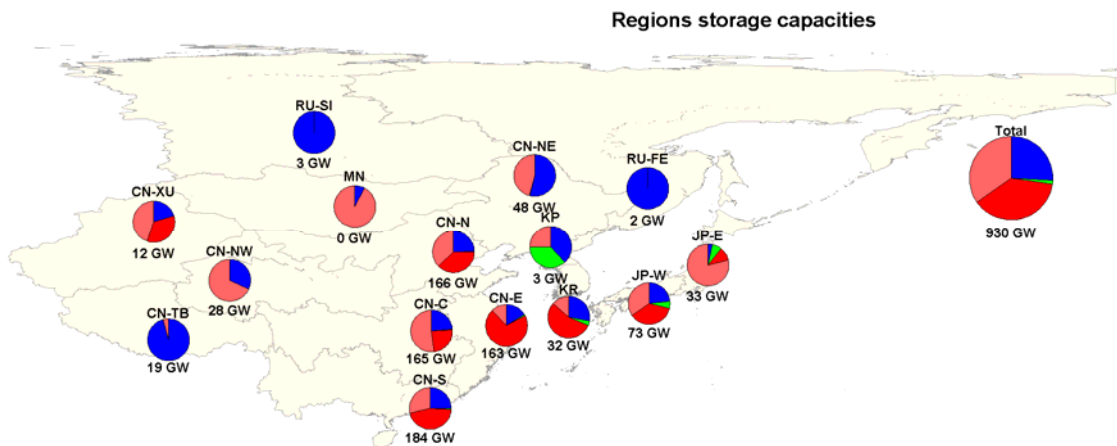 Regions storage capacities
RU-SI
3 GW
CN-NE
48 GW
RU-FE
2 GW
Total
930 GW
MN
0 GW
CN-XU
12 GW
CN-N
166 GW
KP
3 GW
JP-E
33 GW
CN-NW
28 GW
JP-W
73 GW
KR
32 GW
CN-C
165 GW
CN-E
163 GW
CN-TB
19 GW
CN-S
184 GW